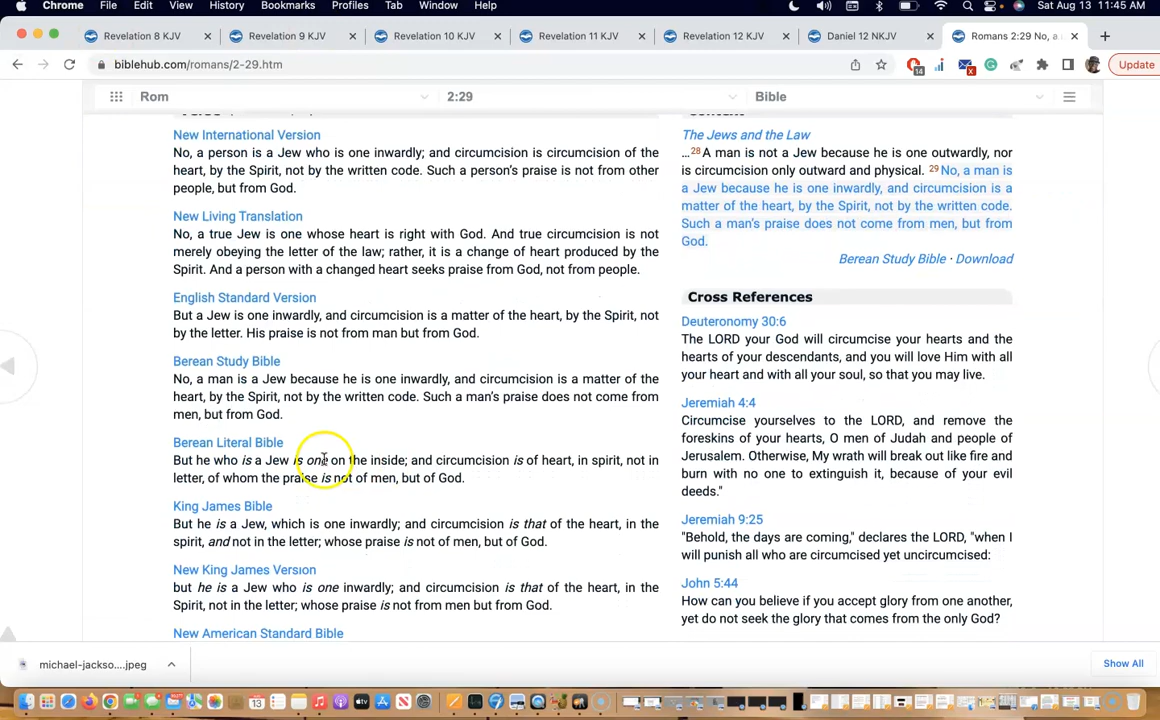 Chrome File Edit View History Bookmarks Profiles Tab Window Help Sat Aug 13 11:45 AM
Revelation 8 KJV × Revelation 9 KJV × Revelation 10 KJV × Revelation 11 KJV × Revelation 12 KJV × Daniel 12 NKJV × Romans 2:29 No, a × +
biblehub.com/romans/2-29.htm 14 x Update
Rom 2:29 Bible
New International Version
No, a person is a Jew who is one inwardly; and circumcision is circumcision of the
heart, by the Spirit, not by the written code. Such a person's praise is not from other
people, but from God.
New Living Translation
No, a true Jew is one whose heart is right with God. And true circumcision is not
merely obeying the letter of the law; rather, it is a change of heart produced by the
Spirit. And a person with a changed heart seeks praise from God, not from people.
English Standard Version
But a Jew is one inwardly, and circumcision is a matter of the heart, by the Spirit, not
by the letter. His praise is not from man but from God.
Berean Study Bible
No, a man is a Jew because he is one inwardly, and circumcision is a matter of the
heart, by the Spirit, not by the written code. Such a man's praise does not come from
men, but from God.
Berean Literal Bible
But he who is a Jew is one on the inside; and circumcision is of heart, in spirit, not in
letter, of whom the praise is not of men, but of God.
King James Bible
But he is a Jew, which is one inwardly; and circumcision is that of the heart, in the
spirit, and not in the letter; whose praise is not of men, but of God.
New King James Version
but he is a Jew who is one inwardly; and circumcision is that of the heart, in the
Spirit, not in the letter; whose praise is not from men but from God.
New American Standard Bible
The Jews and the Law
…28A man is not a Jew because he is one outwardly, nor
is circumcision only outward and physical. 29No, a man is
a Jew because he is one inwardly, and circumcision is a
matter of the heart, by the Spirit, not by the written code.
Such a man's praise does not come from men, but from
God.
Berean Study Bible · Download
Cross References
Deuteronomy 30:6
The LORD your God will circumcise your hearts and the
hearts of your descendants, and you will love Him with all
your heart and with all your soul, so that you may live.
Jeremiah 4:4
Circumcise yourselves to the LORD, and remove the
foreskins of your hearts, O men of Judah and people of
Jerusalem. Otherwise, My wrath will break out like fire and
burn with no one to extinguish it, because of your evil
deeds."
Jeremiah 9:25
"Behold, the days are coming," declares the LORD, "when I
will punish all who are circumcised yet uncircumcised:
John 5:44
How can you believe if you accept glory from one another,
yet do not seek the glory that comes from the only God?
michael-jackso....jpeg
Show All